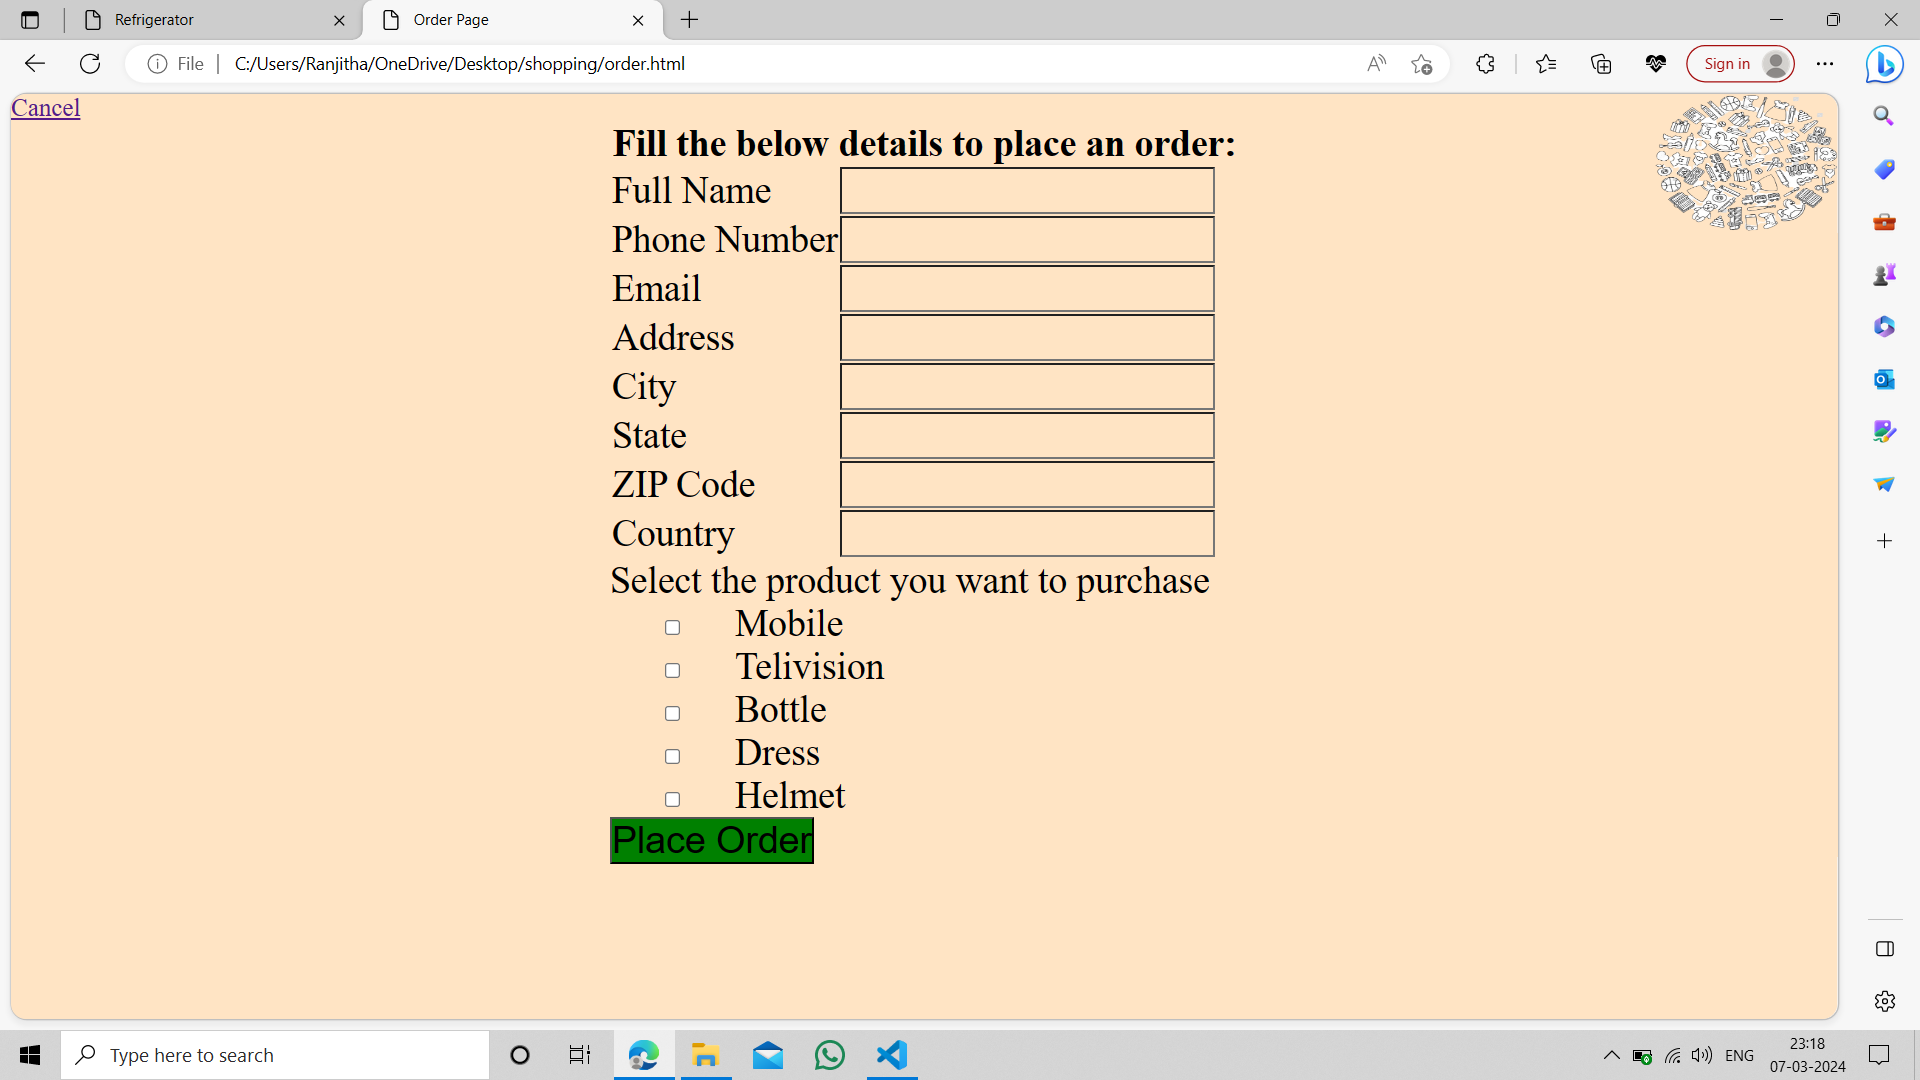 Refrigerator
Order Page
File
C:/Users/Ranjitha/OneDrive/Desktop/shopping/order.html
Sign in
Cancel
Fill the below details to place an order:
Full Name
Phone Number
Email
Address
City
State
ZIP Code
Country
Select the product you want to purchase
Mobile
Telivision
Bottle
Dress
Helmet
Place Order
Type here to search
ENG
23:18
07-03-2024